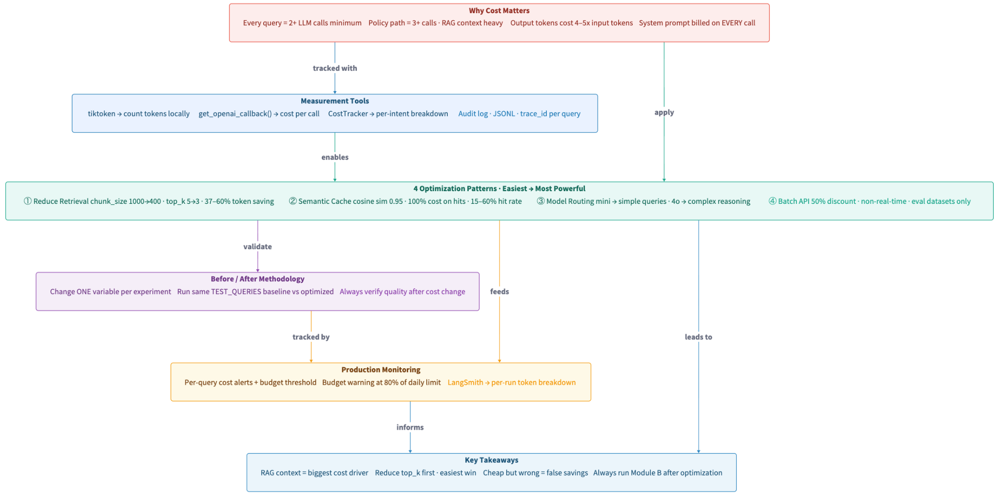 Why Cost Matters
Every query = 2+ LLM calls minimum Policy path = 3+ calls · RAG context heavy Output tokens cost 4–5x input tokens System prompt billed on EVERY call
tracked with
apply
Measurement Tools
tiktoken → count tokens locally get_openai_callback() → cost per call CostTracker → per-intent breakdown Audit log · JSONL · trace_id per query
enables
4 Optimization Patterns · Easiest → Most Powerful
① Reduce Retrieval chunk_size 1000→400 · top_k 5→3 · 37–60% token saving ② Semantic Cache cosine sim 0.95 · 100% cost on hits · 15–60% hit rate ③ Model Routing mini → simple queries · 4o → complex reasoning ④ Batch API 50% discount · non-real-time · eval datasets only
validate
Before / After Methodology
Change ONE variable per experiment Run same TEST_QUERIES baseline vs optimized Always verify quality after cost change
feeds
tracked by
leads to
Production Monitoring
Per-query cost alerts + budget threshold Budget warning at 80% of daily limit LangSmith → per-run token breakdown
informs
Key Takeaways
RAG context = biggest cost driver Reduce top_k first · easiest win Cheap but wrong = false savings Always run Module B after optimization